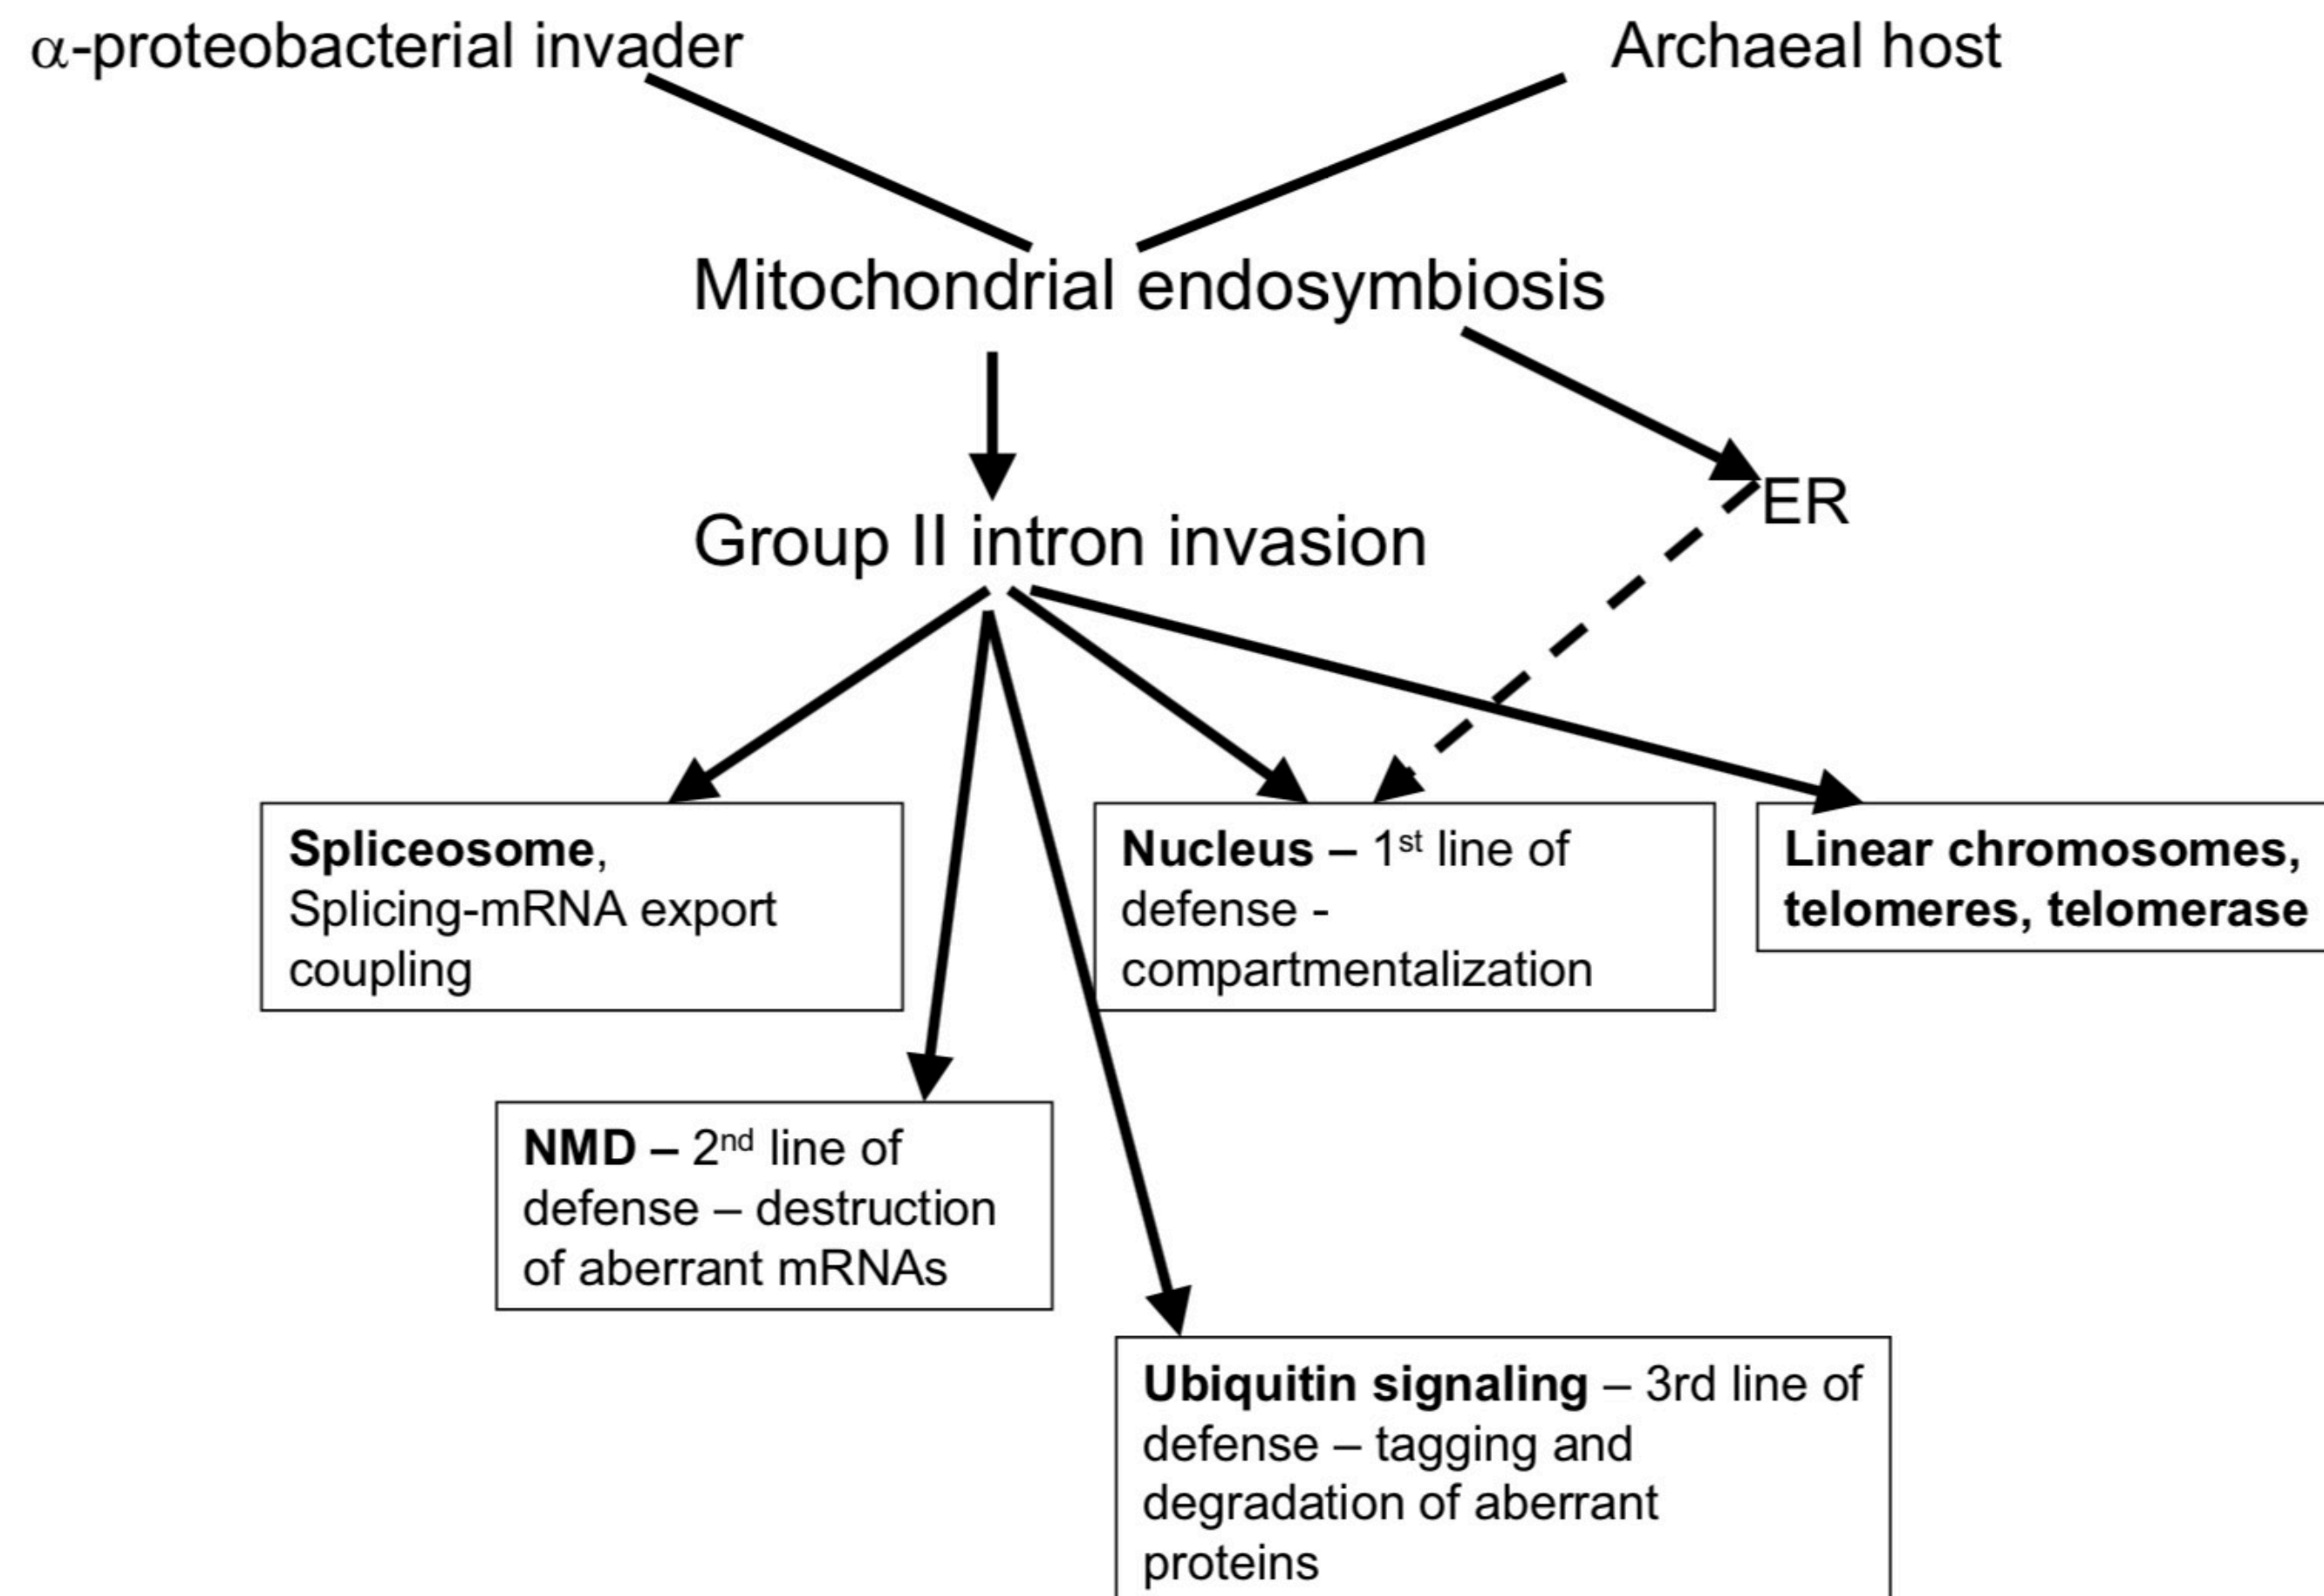 α-proteobacterial invader
Archaeal host
Mitochondrial endosymbiosis
ER
Group II intron invasion
Spliceosome,
Splicing-mRNA export
coupling
Nucleus – 1st line of
defense -
compartmentalization
Linear chromosomes,
telomeres, telomerase
NMD – 2nd line of
defense – destruction
of aberrant mRNAs
Ubiquitin signaling – 3rd line of
defense – tagging and
degradation of aberrant
proteins